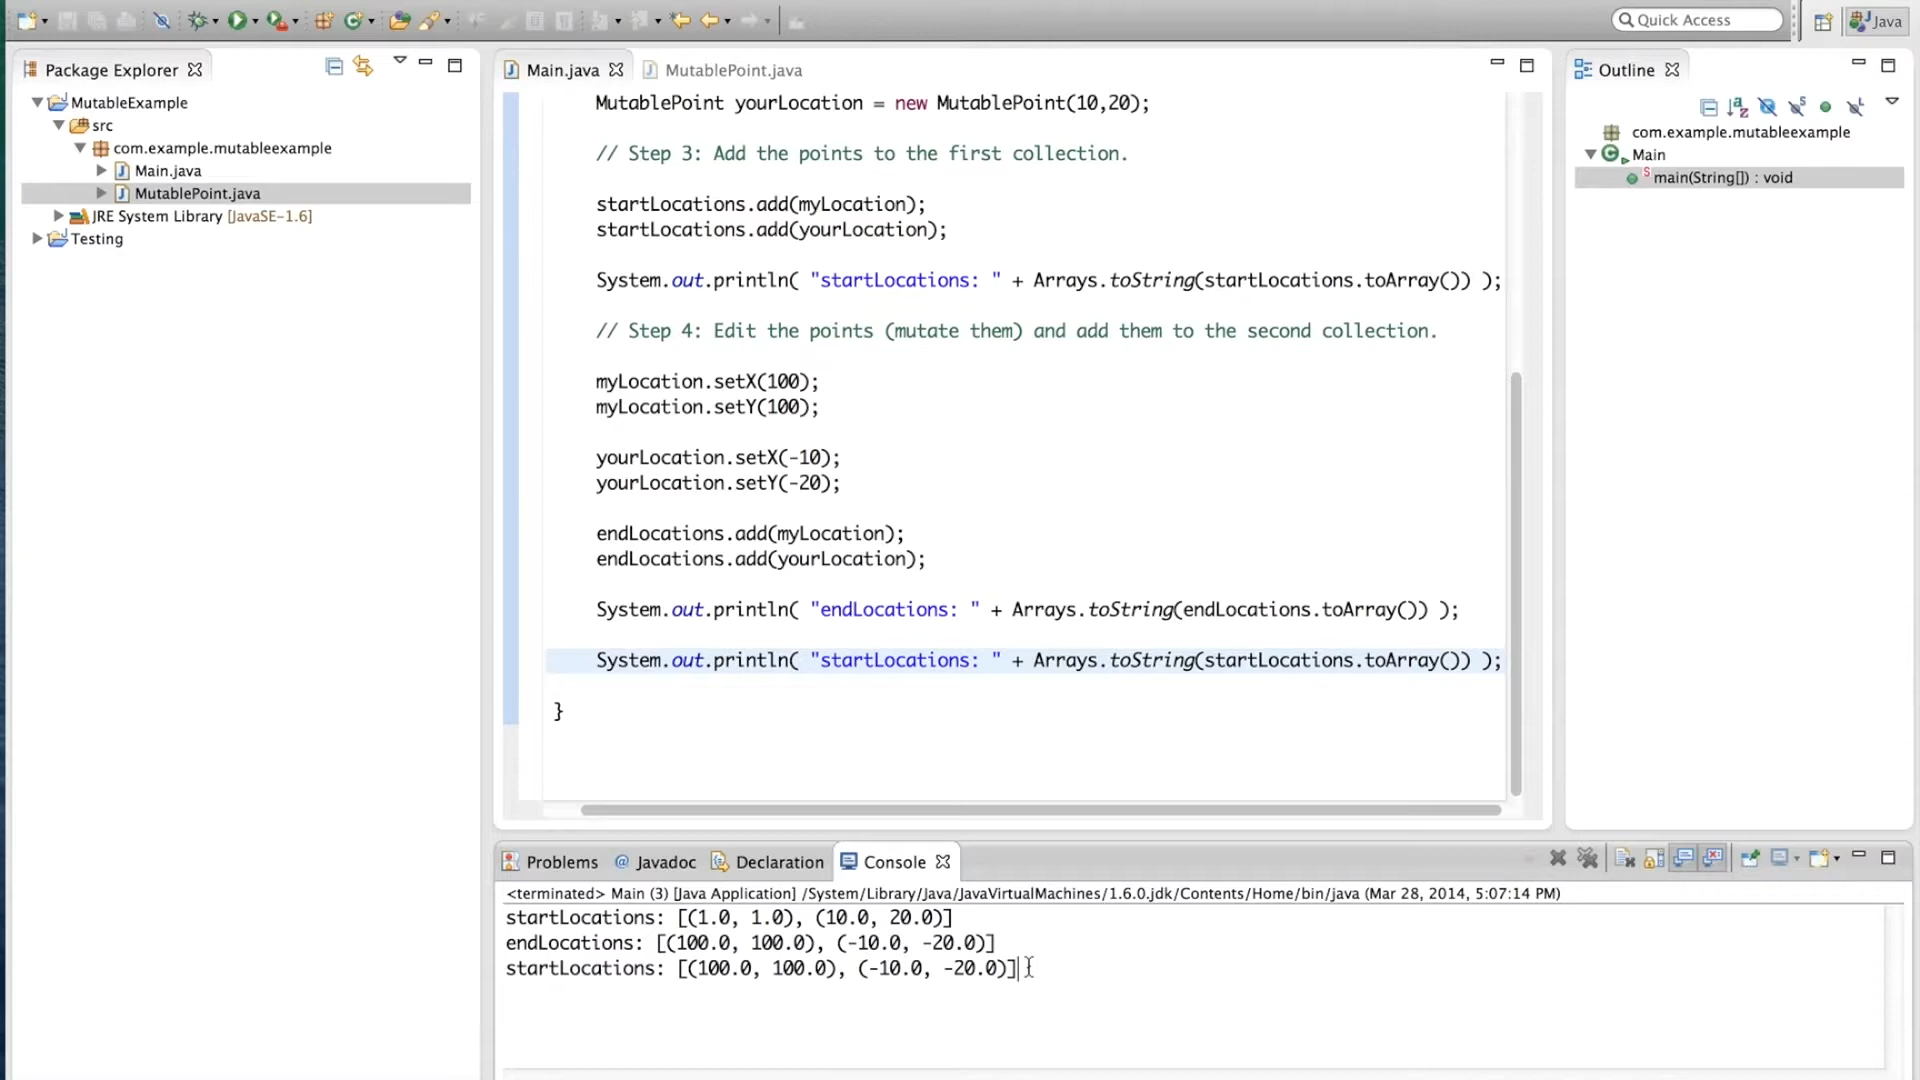 Quick Access
Java
Package Explorer
MutableExample
src
com.example.mutableexample
Main.java
MutablePoint.java
JRE System Library [JavaSE-1.6]
Testing
Main.java
MutablePoint.java
MutablePoint yourLocation = new MutablePoint(10,20);
// Step 3: Add the points to the first collection.
startLocations.add(myLocation);
startLocations.add(yourLocation);
System.out.println( "startLocations: " + Arrays.toString(startLocations.toArray()) );
// Step 4: Edit the points (mutate them) and add them to the second collection.
myLocation.setX(100);
myLocation.setY(100);
yourLocation.setX(-10);
yourLocation.setY(-20);
endLocations.add(myLocation);
endLocations.add(yourLocation);
System.out.println( "endLocations: " + Arrays.toString(endLocations.toArray()) );
System.out.println( "startLocations: " + Arrays.toString(startLocations.toArray()) );
}
Outline
com.example.mutableexample
Main
main(String[]) : void
Problems
@ Javadoc
Declaration
Console
<terminated> Main (3) [Java Application] /System/Library/Java/JavaVirtualMachines/1.6.0.jdk/Contents/Home/bin/java (Mar 28, 2014, 5:07:14 PM)
startLocations: [(1.0, 1.0), (10.0, 20.0)]
endLocations: [(100.0, 100.0), (-10.0, -20.0)]
startLocations: [(100.0, 100.0), (-10.0, -20.0)]